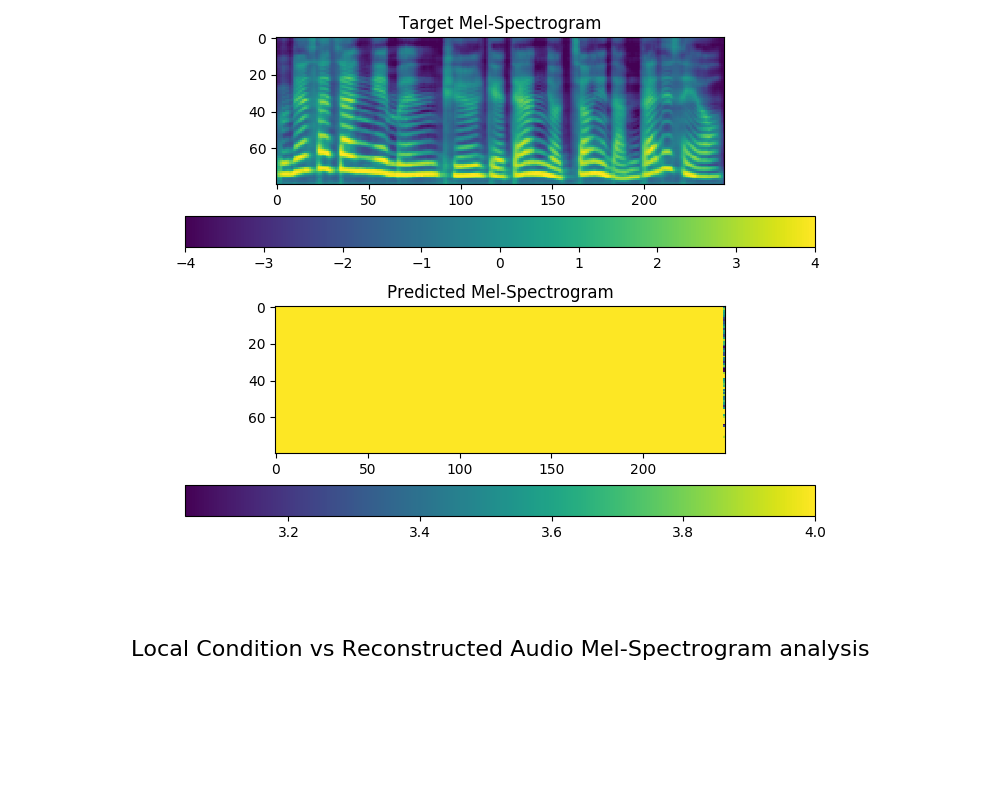 Target Mel-Spectrogram
0
20
40
60
0 50 100 150 200
−4 −3 −2 −1 0 1 2 3 4
Predicted Mel-Spectrogram
0
20
40
60
0 50 100 150 200
3.2 3.4 3.6 3.8 4.0
Local Condition vs Reconstructed Audio Mel-Spectrogram analysis